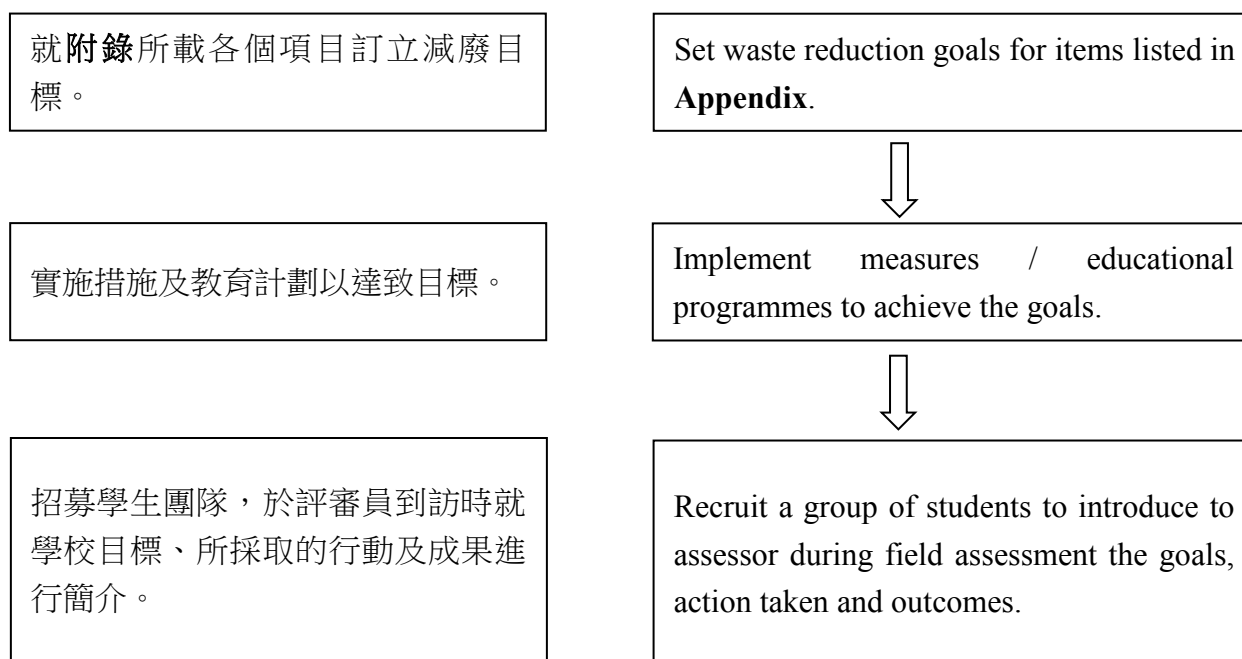 就附錄所載各個項目訂立減廢目
標。
Set waste reduction goals for items listed in
Appendix.
實施措施及教育計劃以達致目標。
Implement measures / educational
programmes to achieve the goals.
招募學生團隊，於評審員到訪時就
學校目標、所採取的行動及成果進
行簡介。
Recruit a group of students to introduce to
assessor during field assessment the goals,
action taken and outcomes.